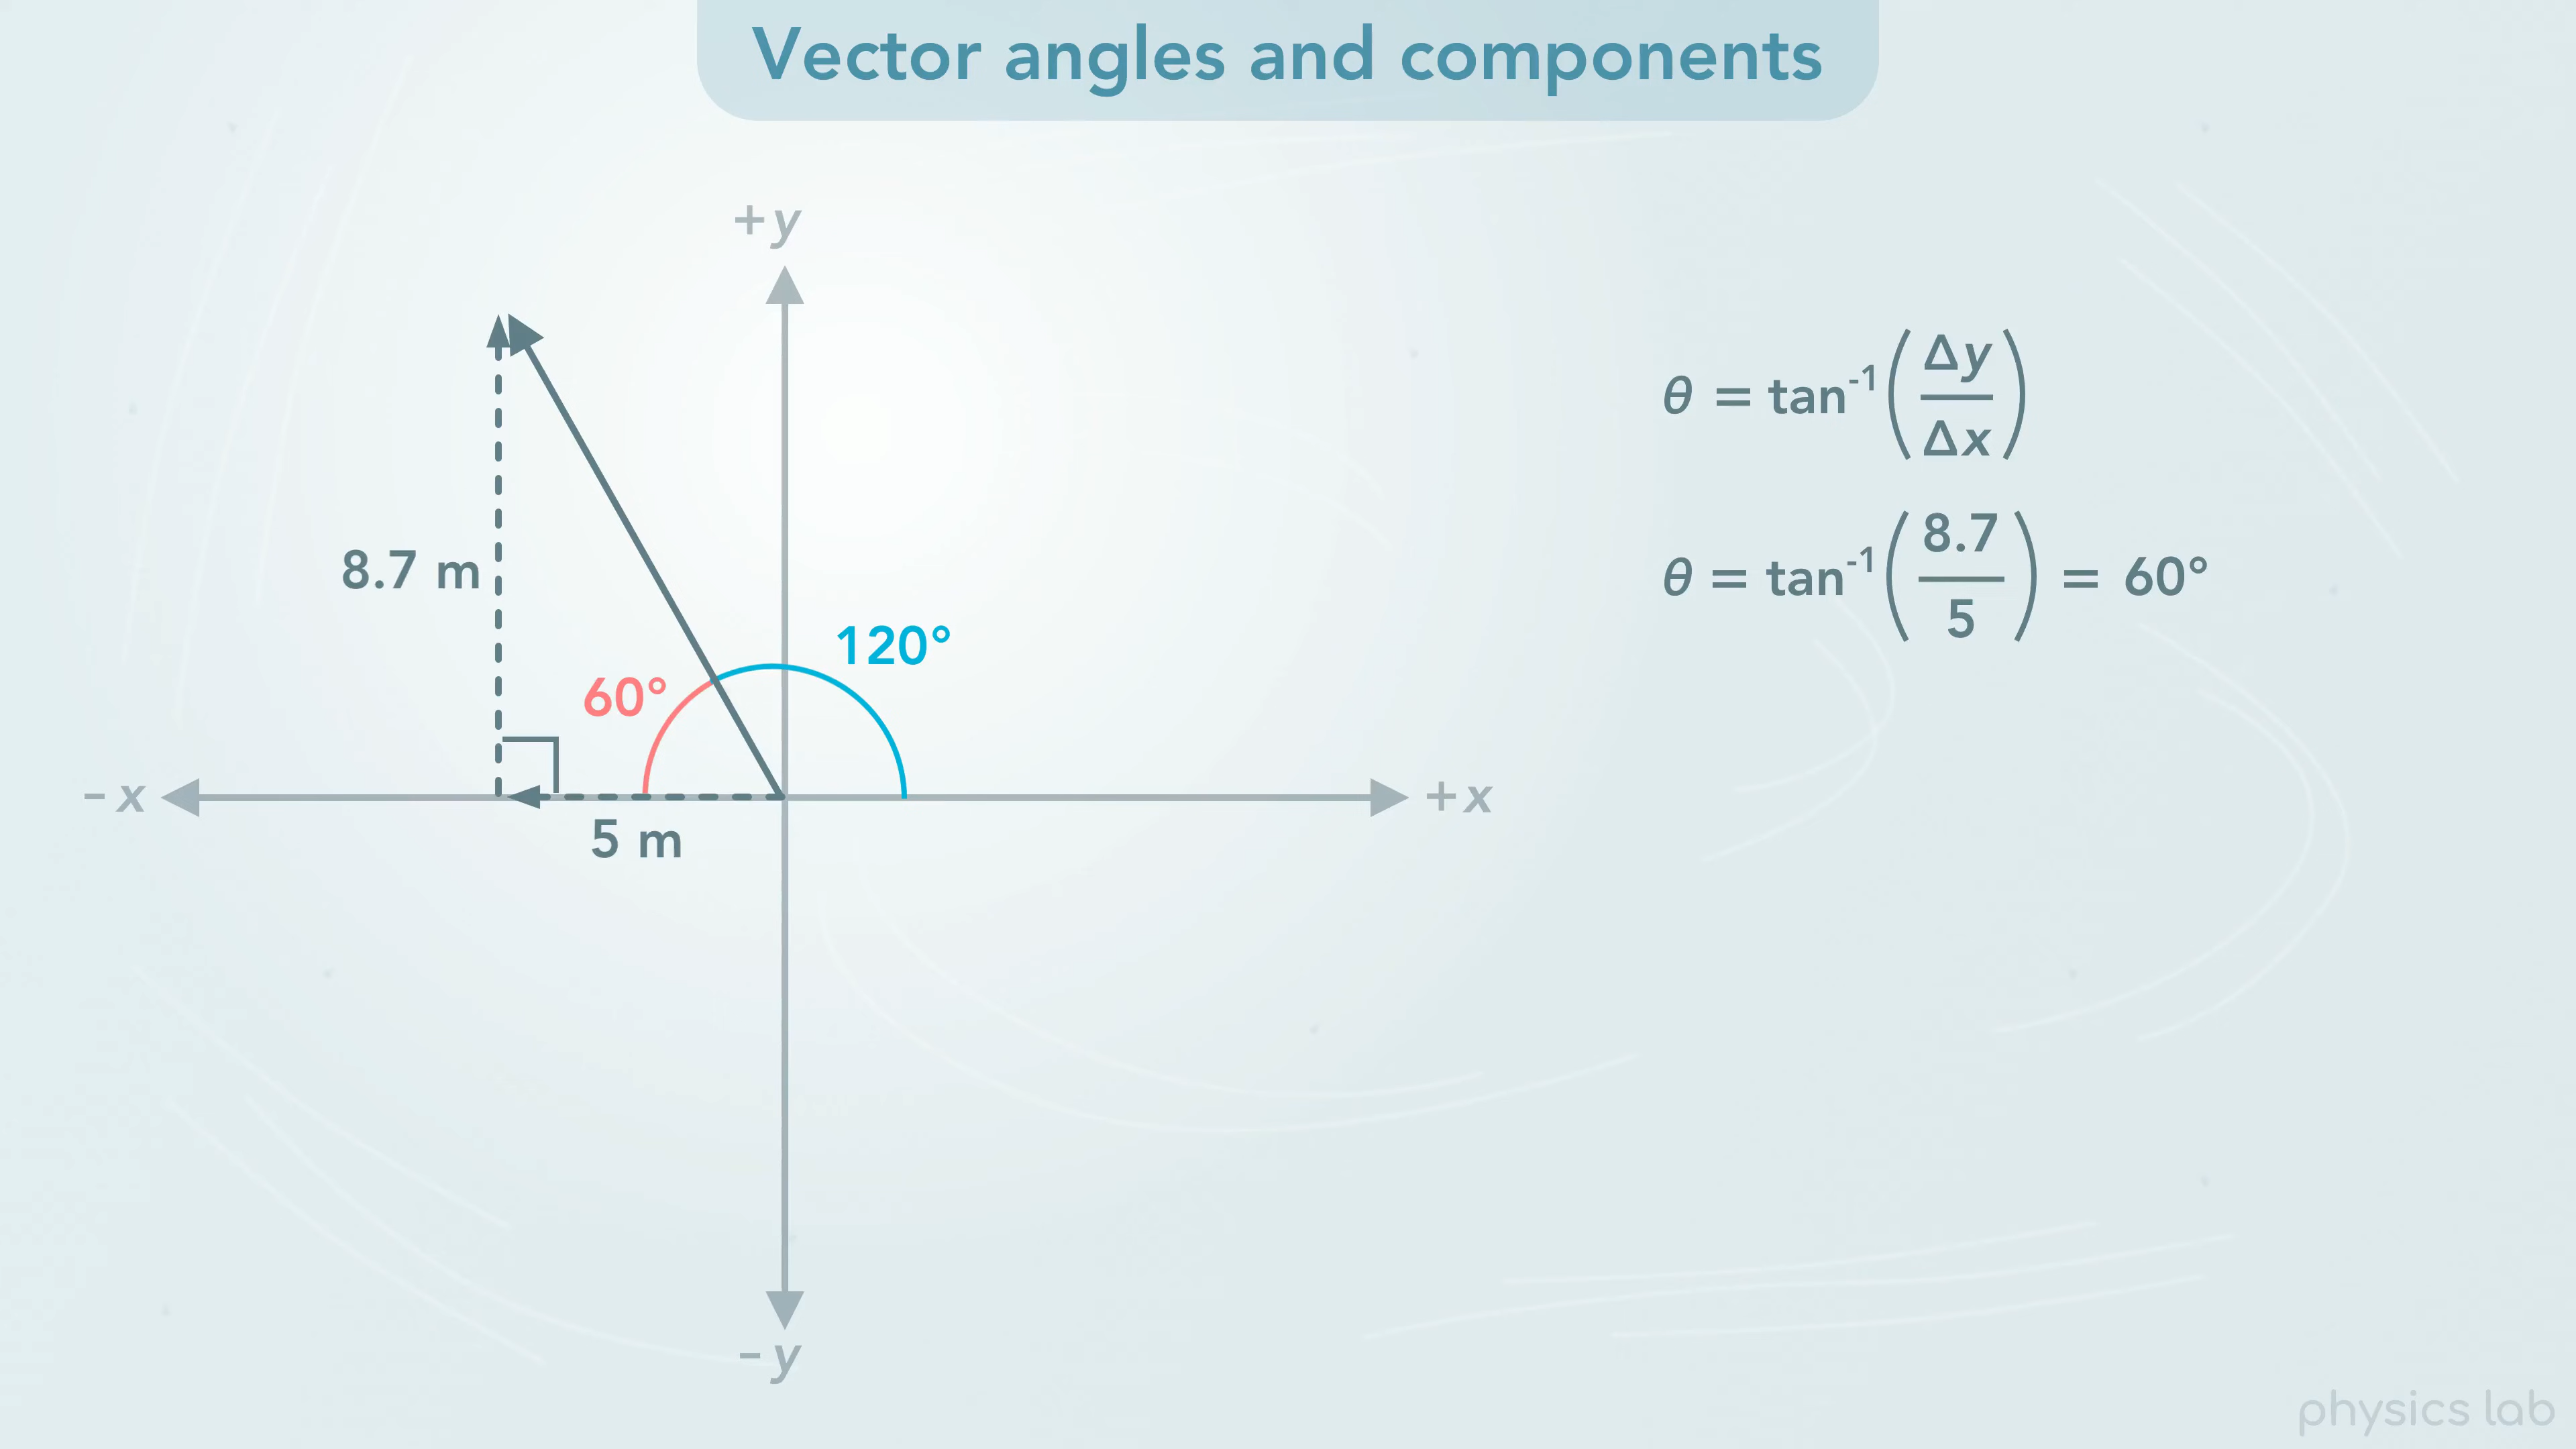 Vector angles and components
+y
θ = tan⁻¹(Δy/Δx)
8.7 m
θ = tan⁻¹(8.7/5) = 60°
120°
60°
-x
+x
5 m
-y
physics lab